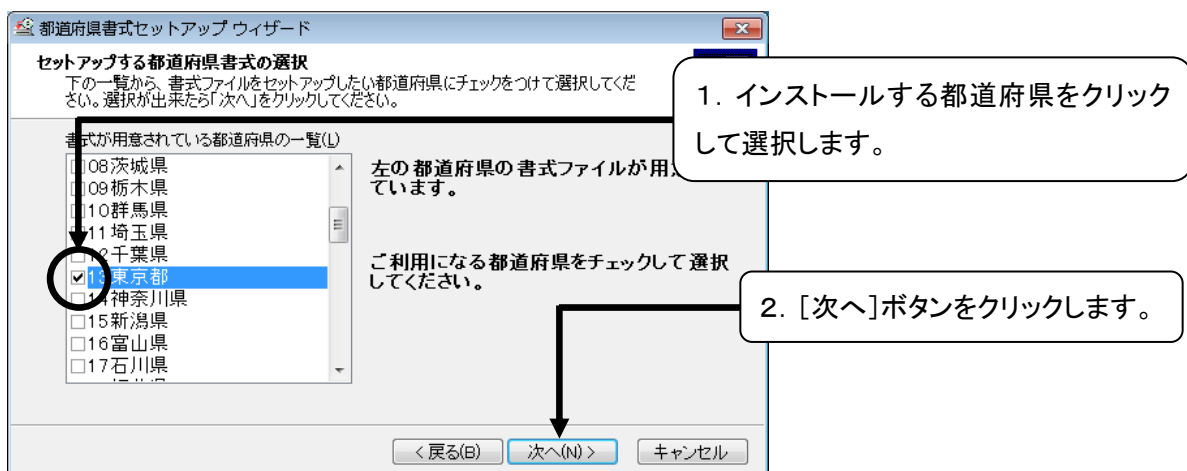 都道府県書式セットアップ ウィザード
セットアップする都道府県書式の選択
下の一覧から、書式ファイルをセットアップしたい都道府県にチェックをつけて選択してくだ
さい。選択が出来たら「次へ」をクリックしてください。
1．インストールする都道府県をクリック
して選択します。
書式が用意されている都道府県の一覧(L)
08茨城県
09栃木県
10群馬県
11埼玉県
12千葉県
13東京都
14神奈川県
15新潟県
16富山県
17石川県
左の都道府県の書式ファイルが用
ています。
ご利用になる都道府県をチェックして選択
してください。
2．[次へ]ボタンをクリックします。
< 戻る(B)
次へ(N) >
キャンセル